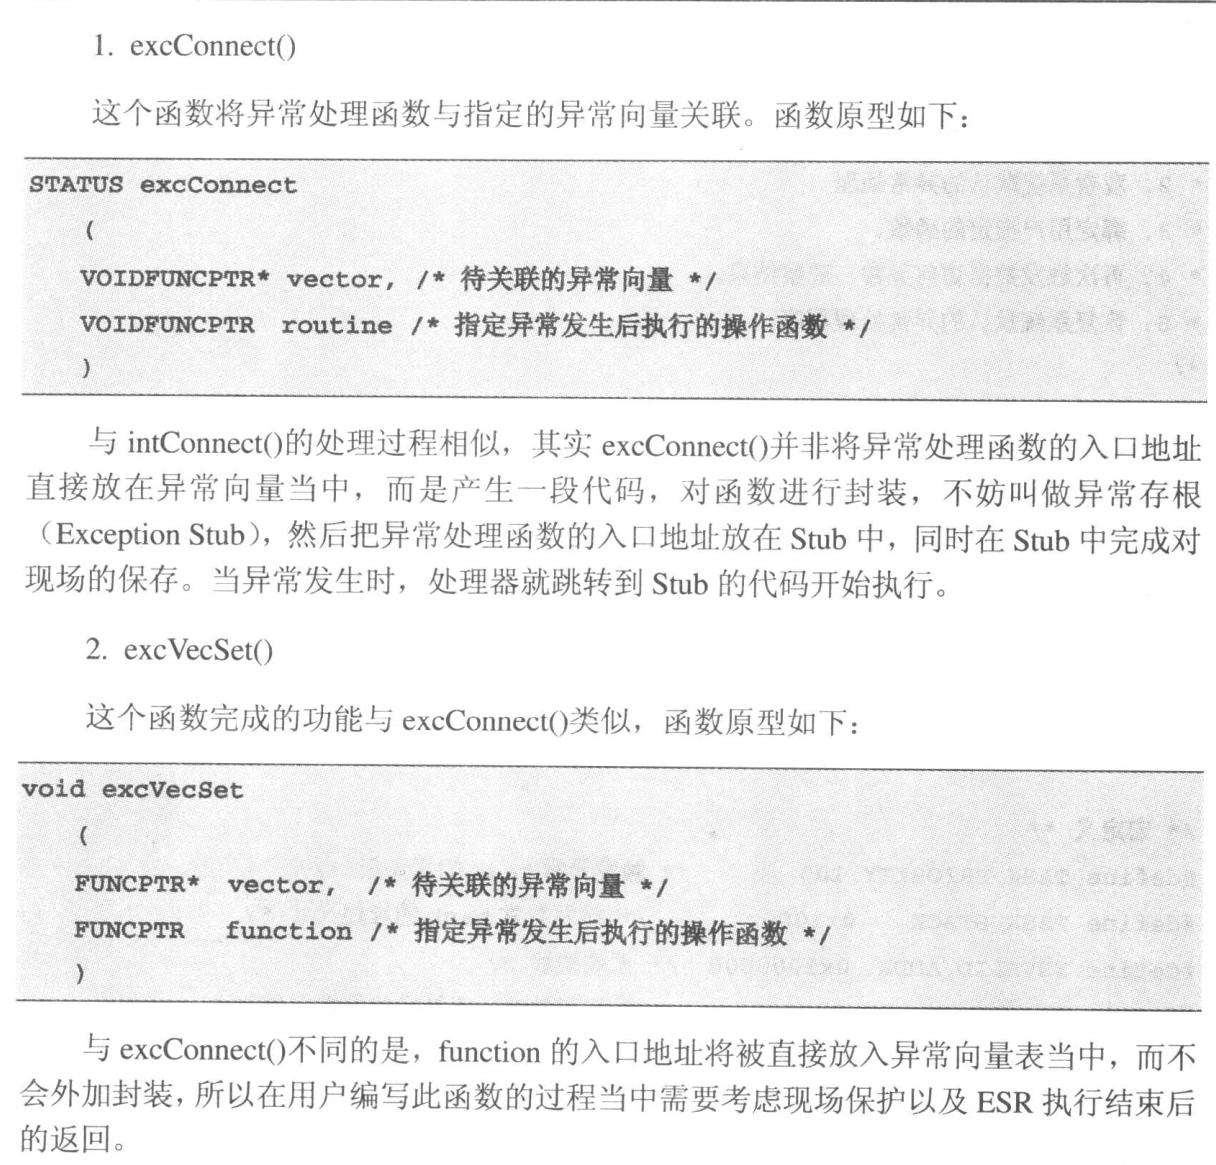 1. excConnect()
这个函数将异常处理函数与指定的异常向量关联。函数原型如下：
STATUS excConnect
(
VOIDFUNCPTR* vector, /* 待关联的异常向量 */
VOIDFUNCPTR routine /* 指定异常发生后执行的操作函数 */
)
与 intConnect()的处理过程相似，其实 excConnect()并非将异常处理函数的入口地址
直接放在异常向量当中，而是产生一段代码，对函数进行封装，不妨叫做异常存根
（Exception Stub），然后把异常处理函数的入口地址放在 Stub 中，同时在 Stub 中完成对
现场的保存。当异常发生时，处理器就跳转到 Stub 的代码开始执行。
2. excVecSet()
这个函数完成的功能与 excConnect()类似，函数原型如下：
void excVecSet
(
FUNCPTR* vector, /* 待关联的异常向量 */
FUNCPTR function /* 指定异常发生后执行的操作函数 */
)
与 excConnect()不同的是，function 的入口地址将被直接放入异常向量表当中，而不
会外加封装，所以在用户编写此函数的过程当中需要考虑现场保护以及 ESR 执行结束后
的返回。